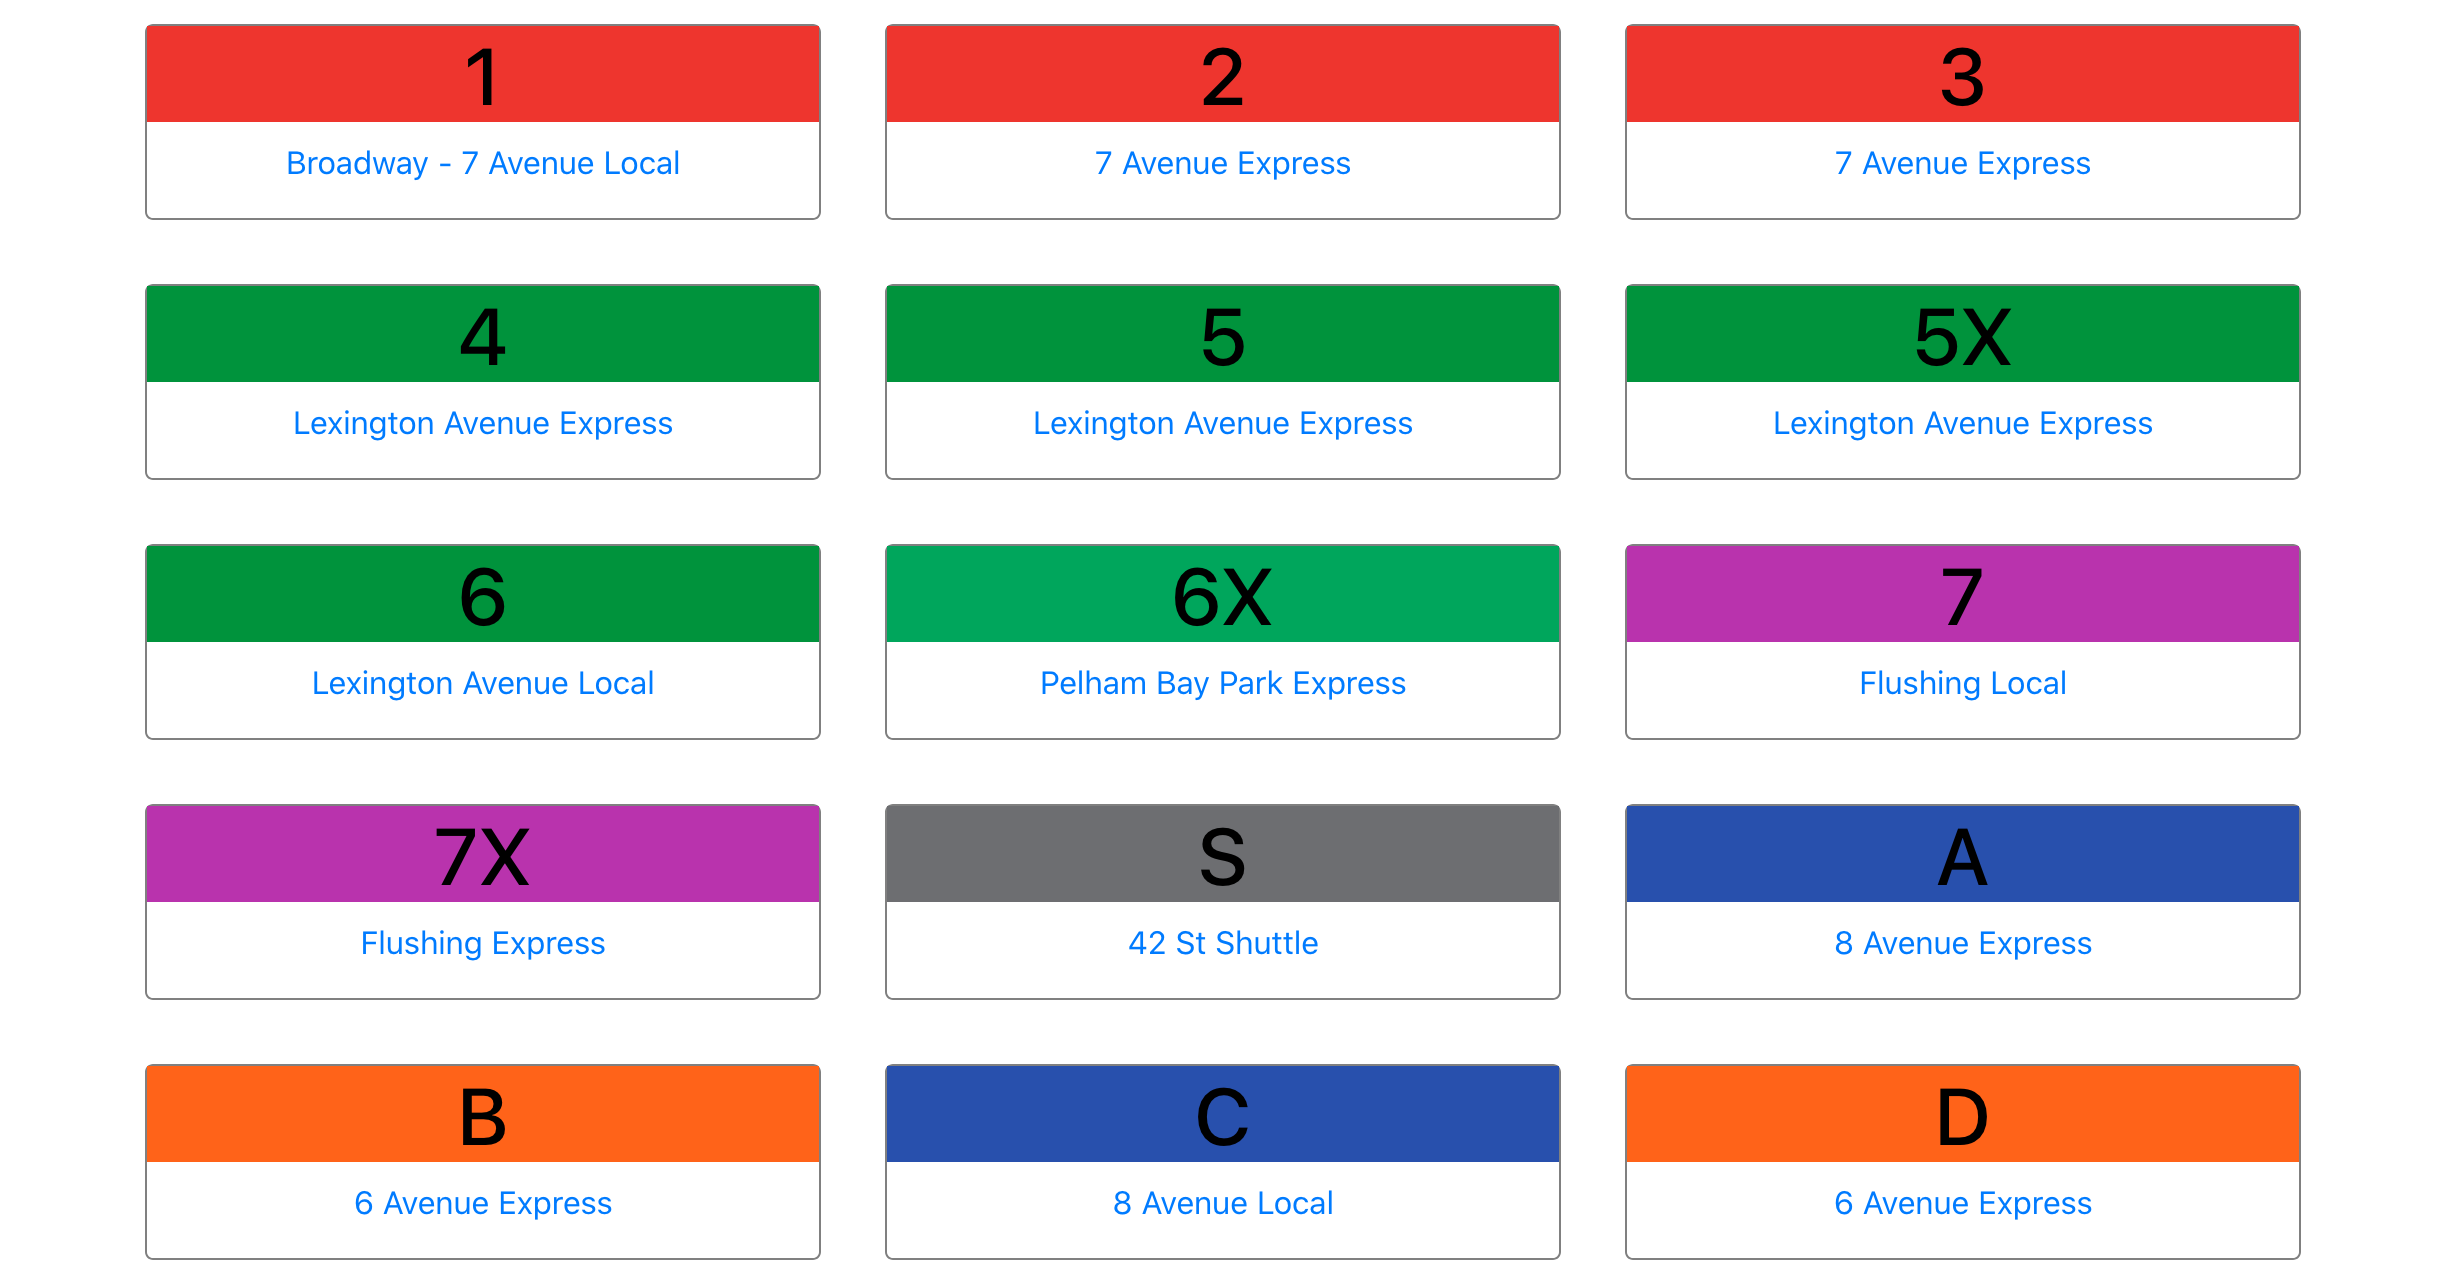 1
Broadway - 7 Avenue Local
2
7 Avenue Express
3
7 Avenue Express
4
Lexington Avenue Express
5
Lexington Avenue Express
5X
Lexington Avenue Express
6
Lexington Avenue Local
6X
Pelham Bay Park Express
7
Flushing Local
7X
Flushing Express
S
42 St Shuttle
A
8 Avenue Express
B
6 Avenue Express
C
8 Avenue Local
D
6 Avenue Express